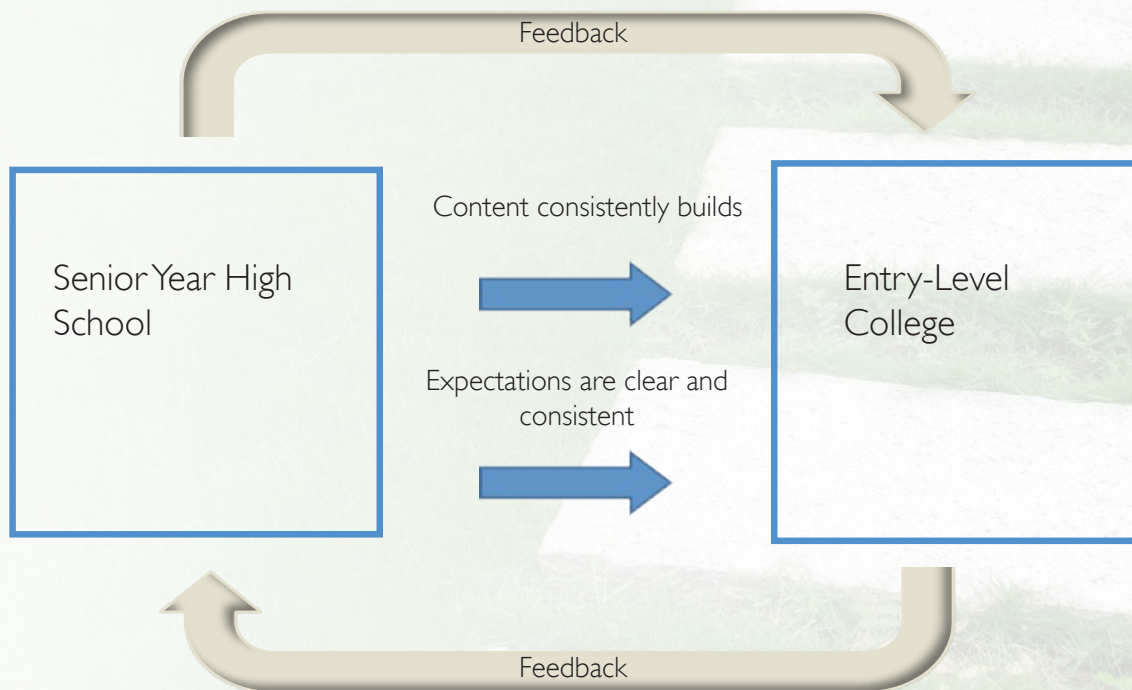 Feedback
Content consistently builds
Senior Year High
School
Entry-Level
College
Expectations are clear and
consistent
Feedback